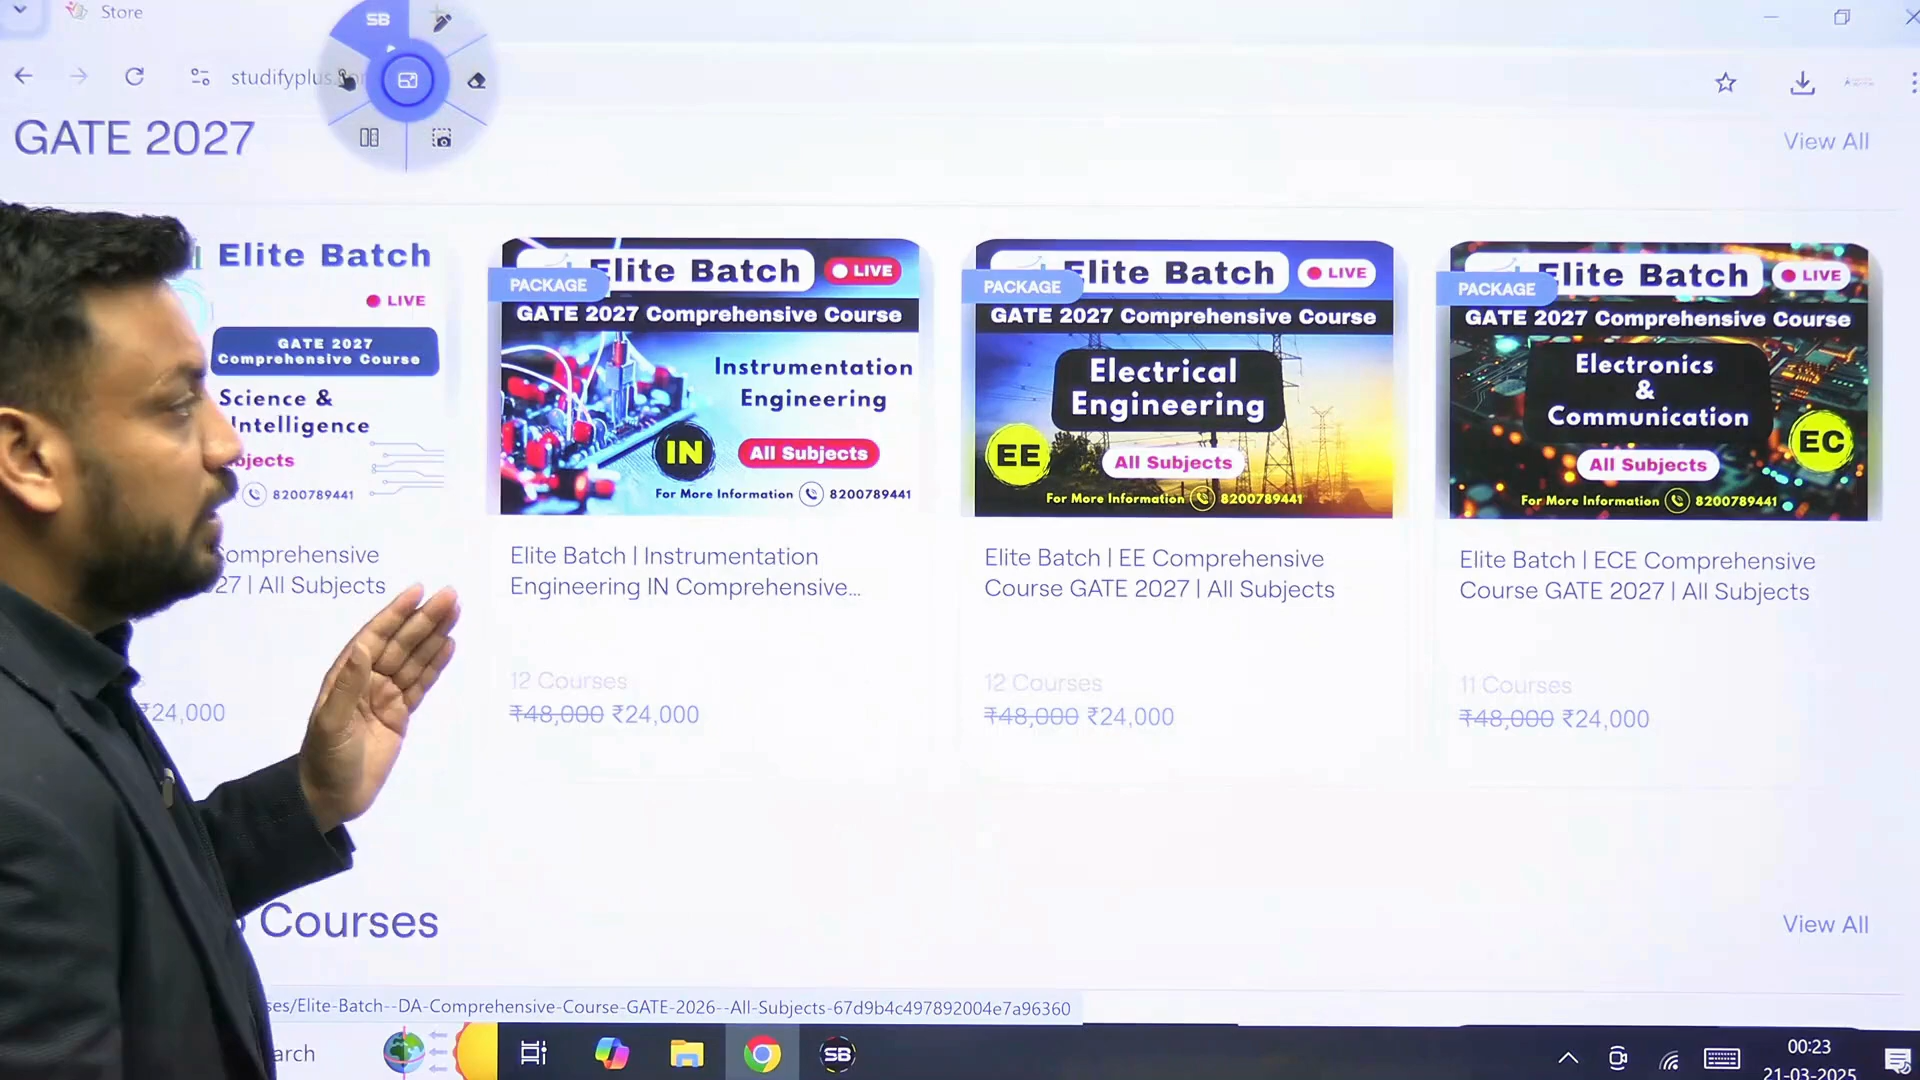 Store
SB
studifyplus.
GATE 2027
View All
Elite Batch
LIVE
GATE 2027
Comprehensive Course
Science &
Intelligence
bjects
8200789441
Comprehensive
27 | All Subjects
₹24,000
PACKAGE
Elite Batch
LIVE
GATE 2027 Comprehensive Course
Instrumentation
Engineering
IN
All Subjects
For More Information 8200789441
Elite Batch | Instrumentation
Engineering IN Comprehensive...
12 Courses
₹48,000 ₹24,000
PACKAGE
Elite Batch
LIVE
GATE 2027 Comprehensive Course
Electrical
Engineering
EE
All Subjects
For More Information 8200789441
Elite Batch | EE Comprehensive
Course GATE 2027 | All Subjects
12 Courses
₹48,000 ₹24,000
PACKAGE
Elite Batch
LIVE
GATE 2027 Comprehensive Course
Electronics
&
Communication
EC
All Subjects
For More Information 8200789441
Elite Batch | ECE Comprehensive
Course GATE 2027 | All Subjects
11 Courses
₹48,000 ₹24,000
Courses
View All
ses/Elite-Batch--DA-Comprehensive-Course-GATE-2026--All-Subjects-67d9b4c497892004e7a96360
arch
SB
00:23
21-03-2025